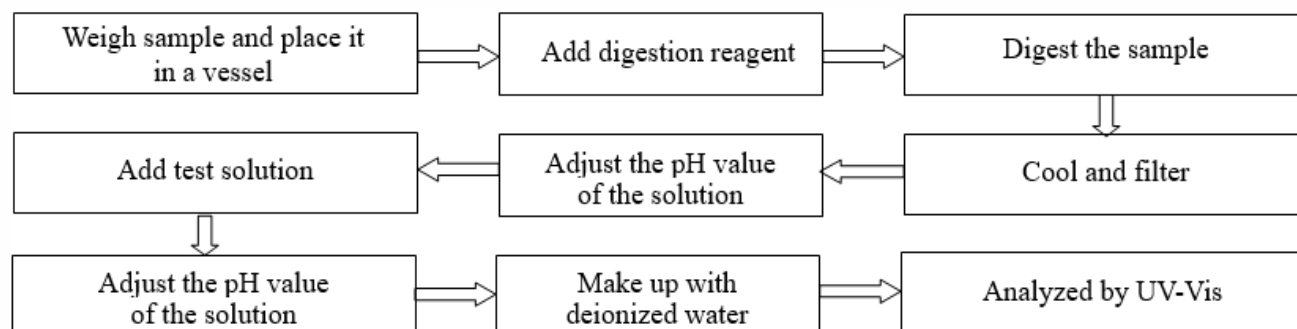 Weigh sample and place it
in a vessel
Add digestion reagent
Digest the sample
Cool and filter
Adjust the pH value
of the solution
Add test solution
Adjust the pH value
of the solution
Make up with
deionized water
Analyzed by UV-Vis